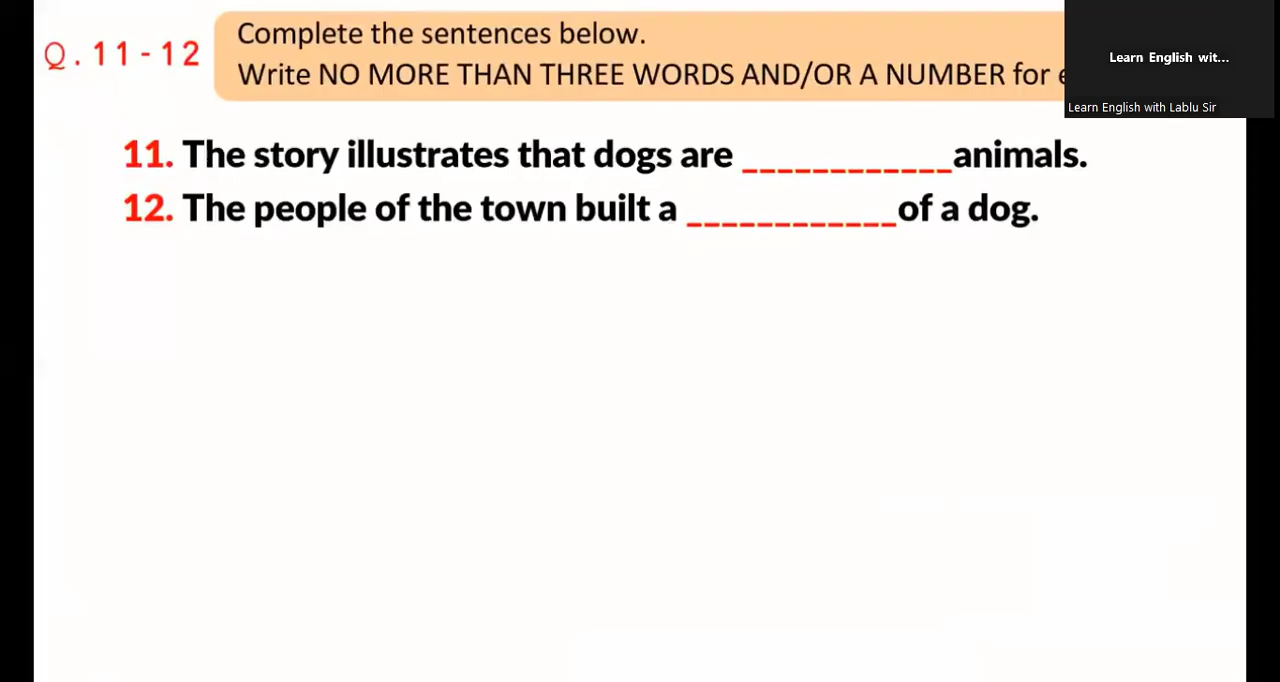 Q.11-12
Complete the sentences below.
Write NO MORE THAN THREE WORDS AND/OR A NUMBER for
Learn English wit...
Learn English with Lablu Sir
11. The story illustrates that dogs are ____________animals.
12. The people of the town built a ____________of a dog.